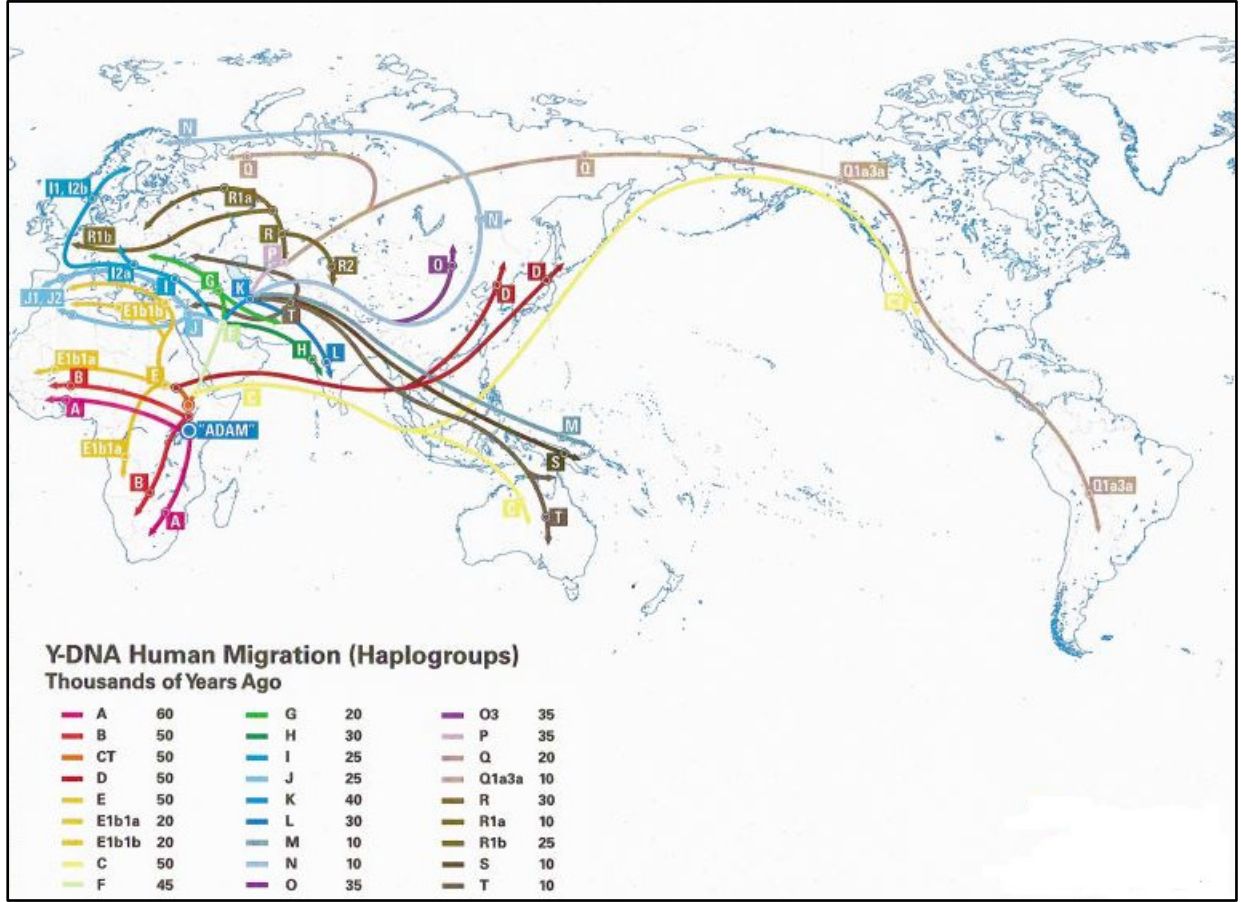 N
Q
Q
Q1a3a
I1, I2b
R1a
N
R1b
R
P
R2
O
D
I2a
I
G
K
D
J1, J2
E1b1b
J
T
F
C3
H
L
E1b1a
B
E
C
A
"ADAM"
M
E1b1a
S
B
Q1a3a
C
T
A
Y-DNA Human Migration (Haplogroups)
Thousands of Years Ago
A 60 G 20 O3 35
B 50 H 30 P 35
CT 50 I 25 Q 20
D 50 J 25 Q1a3a 10
E 50 K 40 R 30
E1b1a 20 L 30 R1a 10
E1b1b 20 M 10 R1b 25
C 50 N 10 S 10
F 45 O 35 T 10